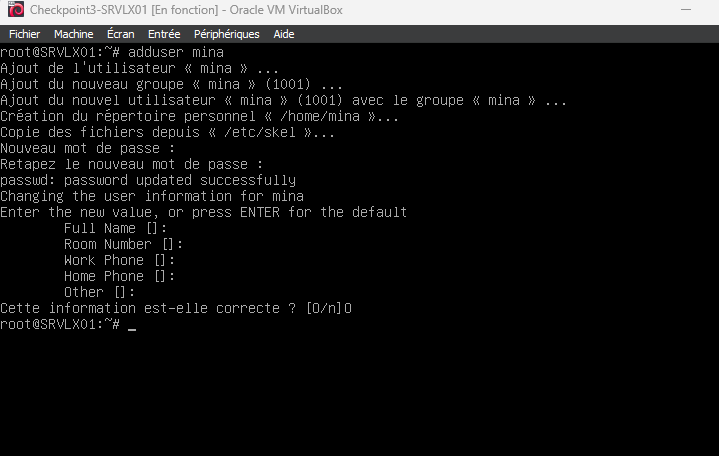 Checkpoint3-SRVLX01 [En fonction] - Oracle VM VirtualBox
Fichier Machine Écran Entrée Périphériques Aide
root@SRVLX01:~# adduser mina
Ajout de l'utilisateur « mina » ...
Ajout du nouveau groupe « mina » (1001) ...
Ajout du nouvel utilisateur « mina » (1001) avec le groupe « mina » ...
Création du répertoire personnel « /home/mina »...
Copie des fichiers depuis « /etc/skel »...
Nouveau mot de passe :
Retapez le nouveau mot de passe :
passwd: password updated successfully
Changing the user information for mina
Enter the new value, or press ENTER for the default
Full Name []:
Room Number []:
Work Phone []:
Home Phone []:
Other []:
Cette information est-elle correcte ? [O/n]O
root@SRVLX01:~# _